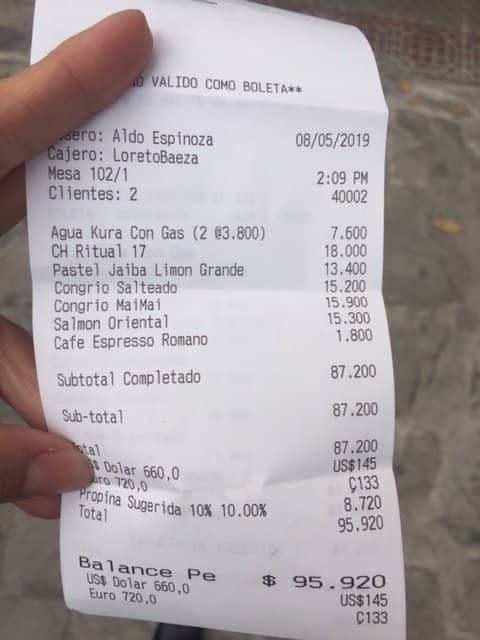 VALIDO COMO BOLETA**
Aldo Espinoza 08/05/2019
Cajero: LoretoBaeza
Mesa 102/1 2:09 PM
Clientes: 2 40002
Agua Kura Con Gas (2 @3.800) 7.600
CH Ritual 17 18.000
Pastel Jaiba Limon Grande 13.400
Congrio Salteado 15.200
Congrio MaiMai 15.900
Salmon Oriental 15.300
Cafe Espresso Romano 1.800
Subtotal Completado 87.200
Sub-total 87.200
Total 87.200
US$ Dolar 660,0 US$145
Euro 720,0 Ç133
Propina Sugerida 10% 10.00% 8.720
Total 95.920
Balance Pe $ 95.920
US$ Dolar 660,0 US$145
Euro 720,0 Ç133